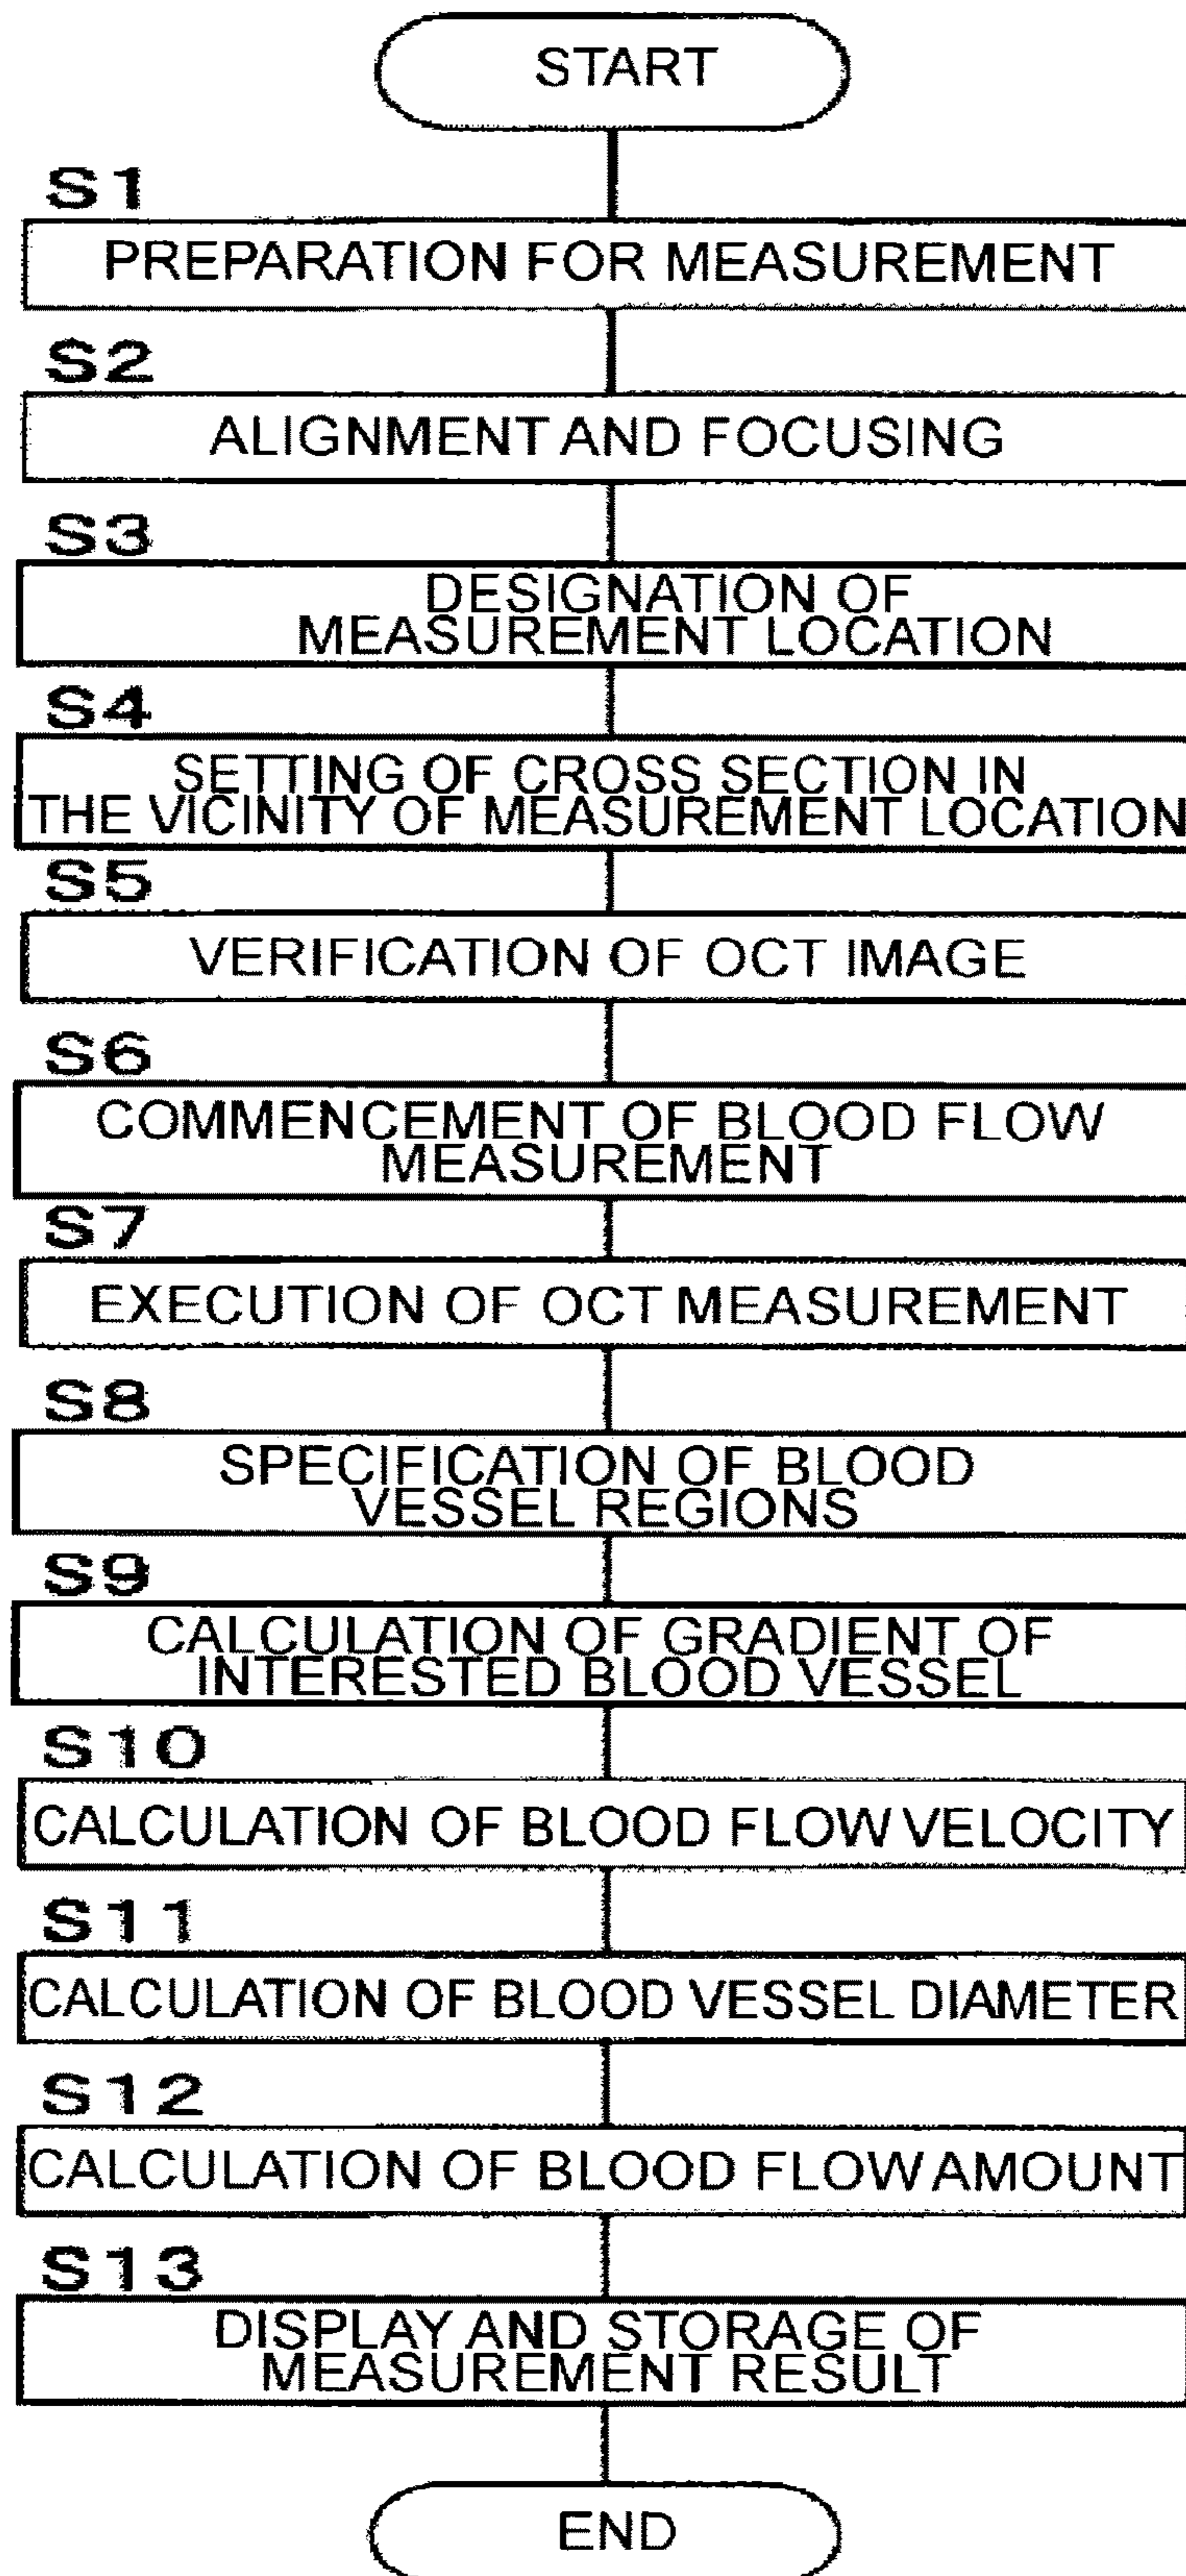 START
S1
PREPARATION FOR MEASUREMENT
S2
ALIGNMENT AND FOCUSING
S3
DESIGNATION OF
MEASUREMENT LOCATION
S4
SETTING OF CROSS SECTION IN
THE VICINITY OF MEASUREMENT LOCATION
S5
VERIFICATION OF OCT IMAGE
S6
COMMENCEMENT OF BLOOD FLOW
MEASUREMENT
S7
EXECUTION OF OCT MEASUREMENT
S8
SPECIFICATION OF BLOOD
VESSEL REGIONS
S9
CALCULATION OF GRADIENT OF
INTERESTED BLOOD VESSEL
S10
CALCULATION OF BLOOD FLOW VELOCITY
S11
CALCULATION OF BLOOD VESSEL DIAMETER
S12
CALCULATION OF BLOOD FLOW AMOUNT
S13
DISPLAY AND STORAGE OF
MEASUREMENT RESULT
END